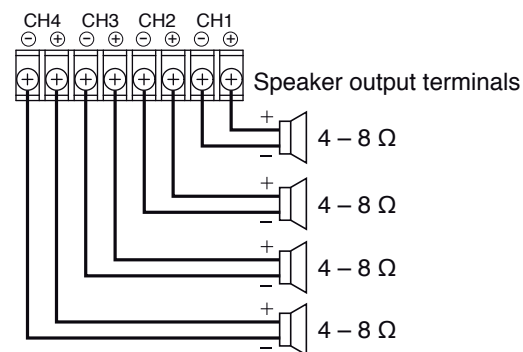 CH4 CH3 CH2 CH1
⊖ ⊕ ⊖ ⊕ ⊖ ⊕ ⊖ ⊕
Speaker output terminals
+
–
4 – 8 Ω
+
–
4 – 8 Ω
+
–
4 – 8 Ω
+
–
4 – 8 Ω